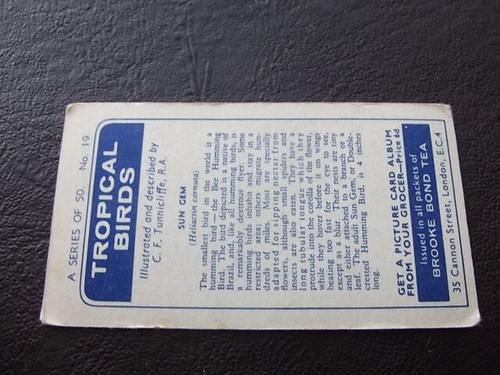 A SERIES OF 50. No. 19
TROPICAL
BIRDS
Illustrated and described by
C. F. Tunnicliffe, R.A.
SUN GEM
(Heliactin cornuta)
The smallest bird in the world is a
humming bird—the Bee Humming
Bird. The bird depicted is a native of
Brazil, and, like all humming birds, is
a remarkably dextrous flyer. Some
humming birds inhabit and stay in
restricted areas; others migrate hun-
dreds of miles. Most are specially
adapted for sipping nectar from
flowers, although small spiders and
insects are also eaten. They have a
long tubular tongue which they
protrude into the corolla of the flower,
while they hover before it on wings
beating too fast for the eye to see,
except as a blur. The nests are tiny
and either attached to a branch or a
leaf. The adult Sun Gem, or Double-
crested Humming Bird, is inches
long.
GET A PICTURE CARD ALBUM
FROM YOUR GROCER—Price 6d
Issued in all packets of
BROOKE BOND TEA
35 Cannon Street, London, E.C.4